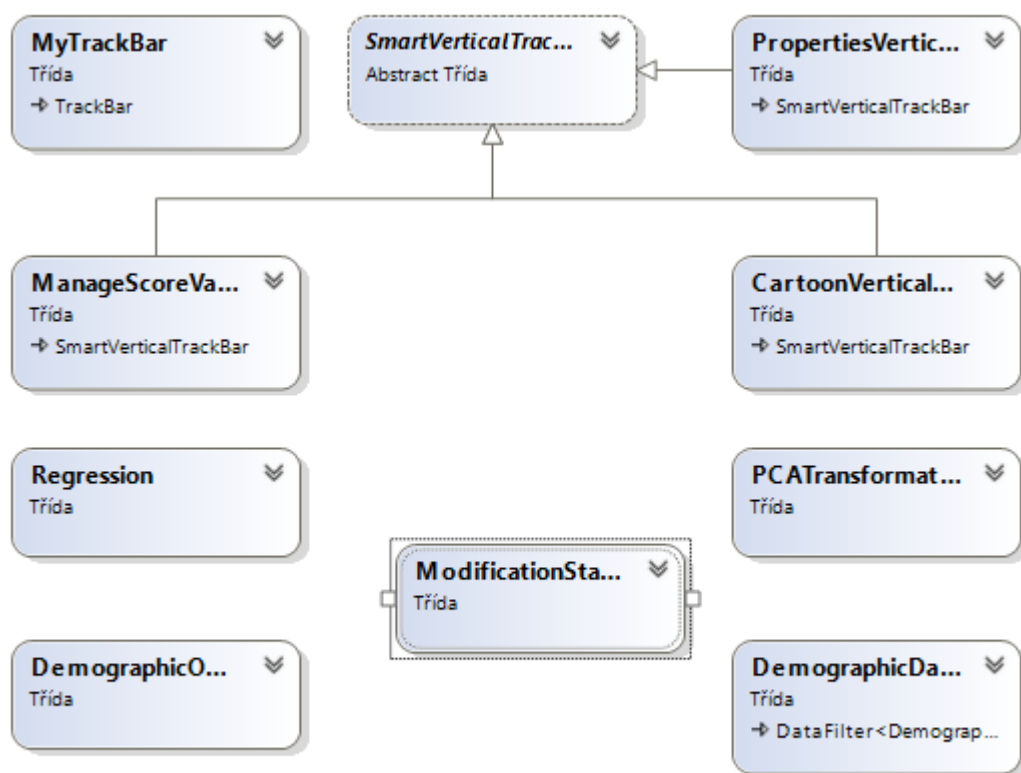 MyTrackBar
Třída
TrackBar
SmartVerticalTrac...
Abstract Třída
PropertiesVertic...
Třída
SmartVerticalTrackBar
ManageScoreVa...
Třída
SmartVerticalTrackBar
CartoonVertical...
Třída
SmartVerticalTrackBar
Regression
Třída
PCATransformat...
Třída
ModificationSta...
Třída
DemographicO...
Třída
DemographicDa...
Třída
DataFilter<Demograp...